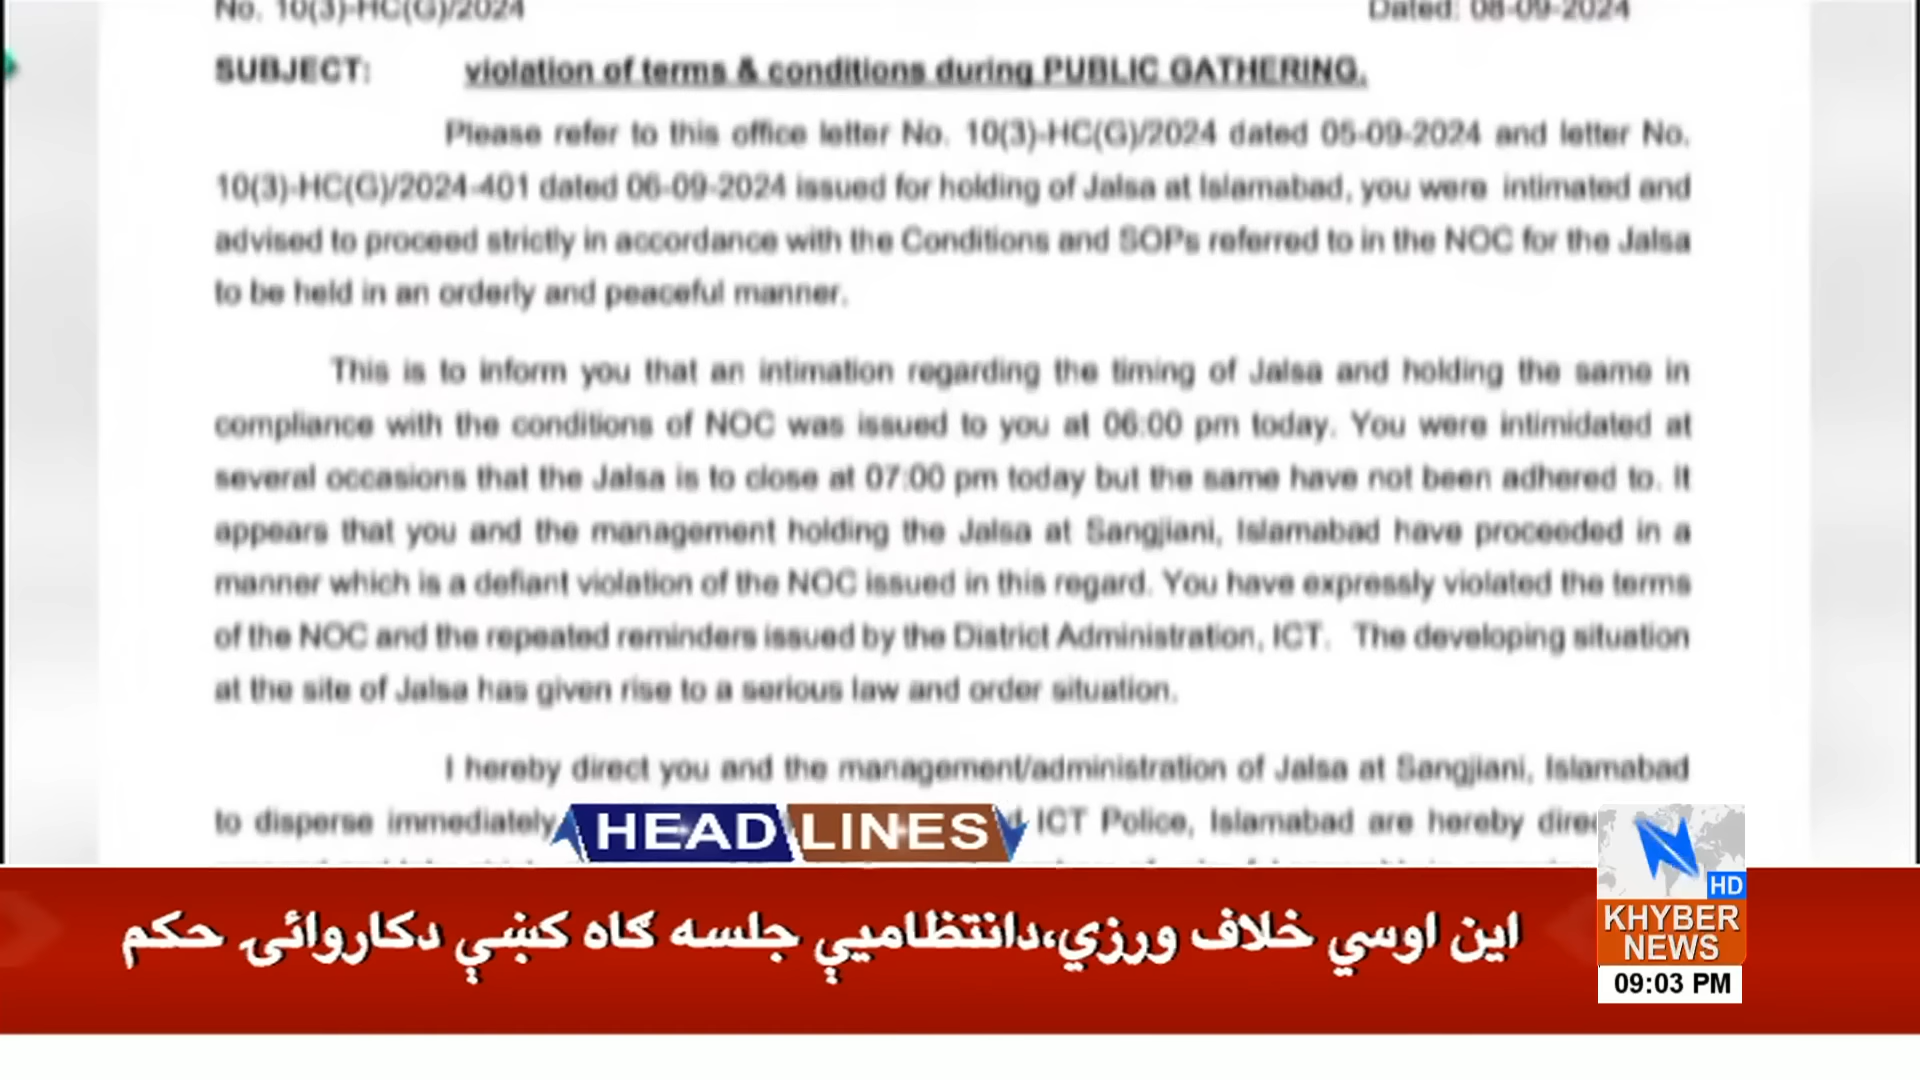 No. 10(3)-HC(G)/2024 Dated: 08-09-2024
SUBJECT: violation of terms & conditions during PUBLIC GATHERING.
Please refer to this office letter No. 10(3)-HC(G)/2024 dated 05-09-2024 and letter No.
10(3)-HC(G)/2024-401 dated 06-09-2024 issued for holding of Jalsa at Islamabad, you were intimated and
advised to proceed strictly in accordance with the Conditions and SOPs referred to in the NOC for the Jalsa
to be held in an orderly and peaceful manner.
This is to inform you that an intimation regarding the timing of Jalsa and holding the same in
compliance with the conditions of NOC was issued to you at 06:00 pm today. You were intimidated at
several occasions that the Jalsa is to close at 07:00 pm today but the same have not been adhered to. It
appears that you and the management holding the Jalsa at Sangjiani, Islamabad have proceeded in a
manner which is a defiant violation of the NOC issued in this regard. You have expressly violated the terms
of the NOC and the repeated reminders issued by the District Administration, ICT. The developing situation
at the site of Jalsa has given rise to a serious law and order situation.
I hereby direct you and the management/administration of Jalsa at Sangjiani, Islamabad
to disperse immediately ICT Police, Islamabad are hereby
HEADLINES
این اوسي خلاف ورزي،دانتظاميې جلسه ګاه کښې دکاروائۍ حکم
HD
KHYBER
NEWS
09:03 PM